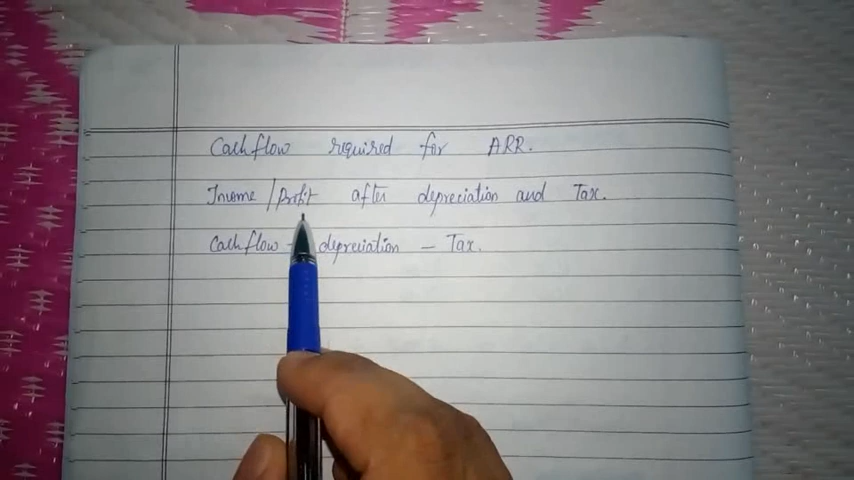 Cashflow required for ARR.
Income / Profit after depreciation and Tax.
Cashflow - depreciation - Tax.